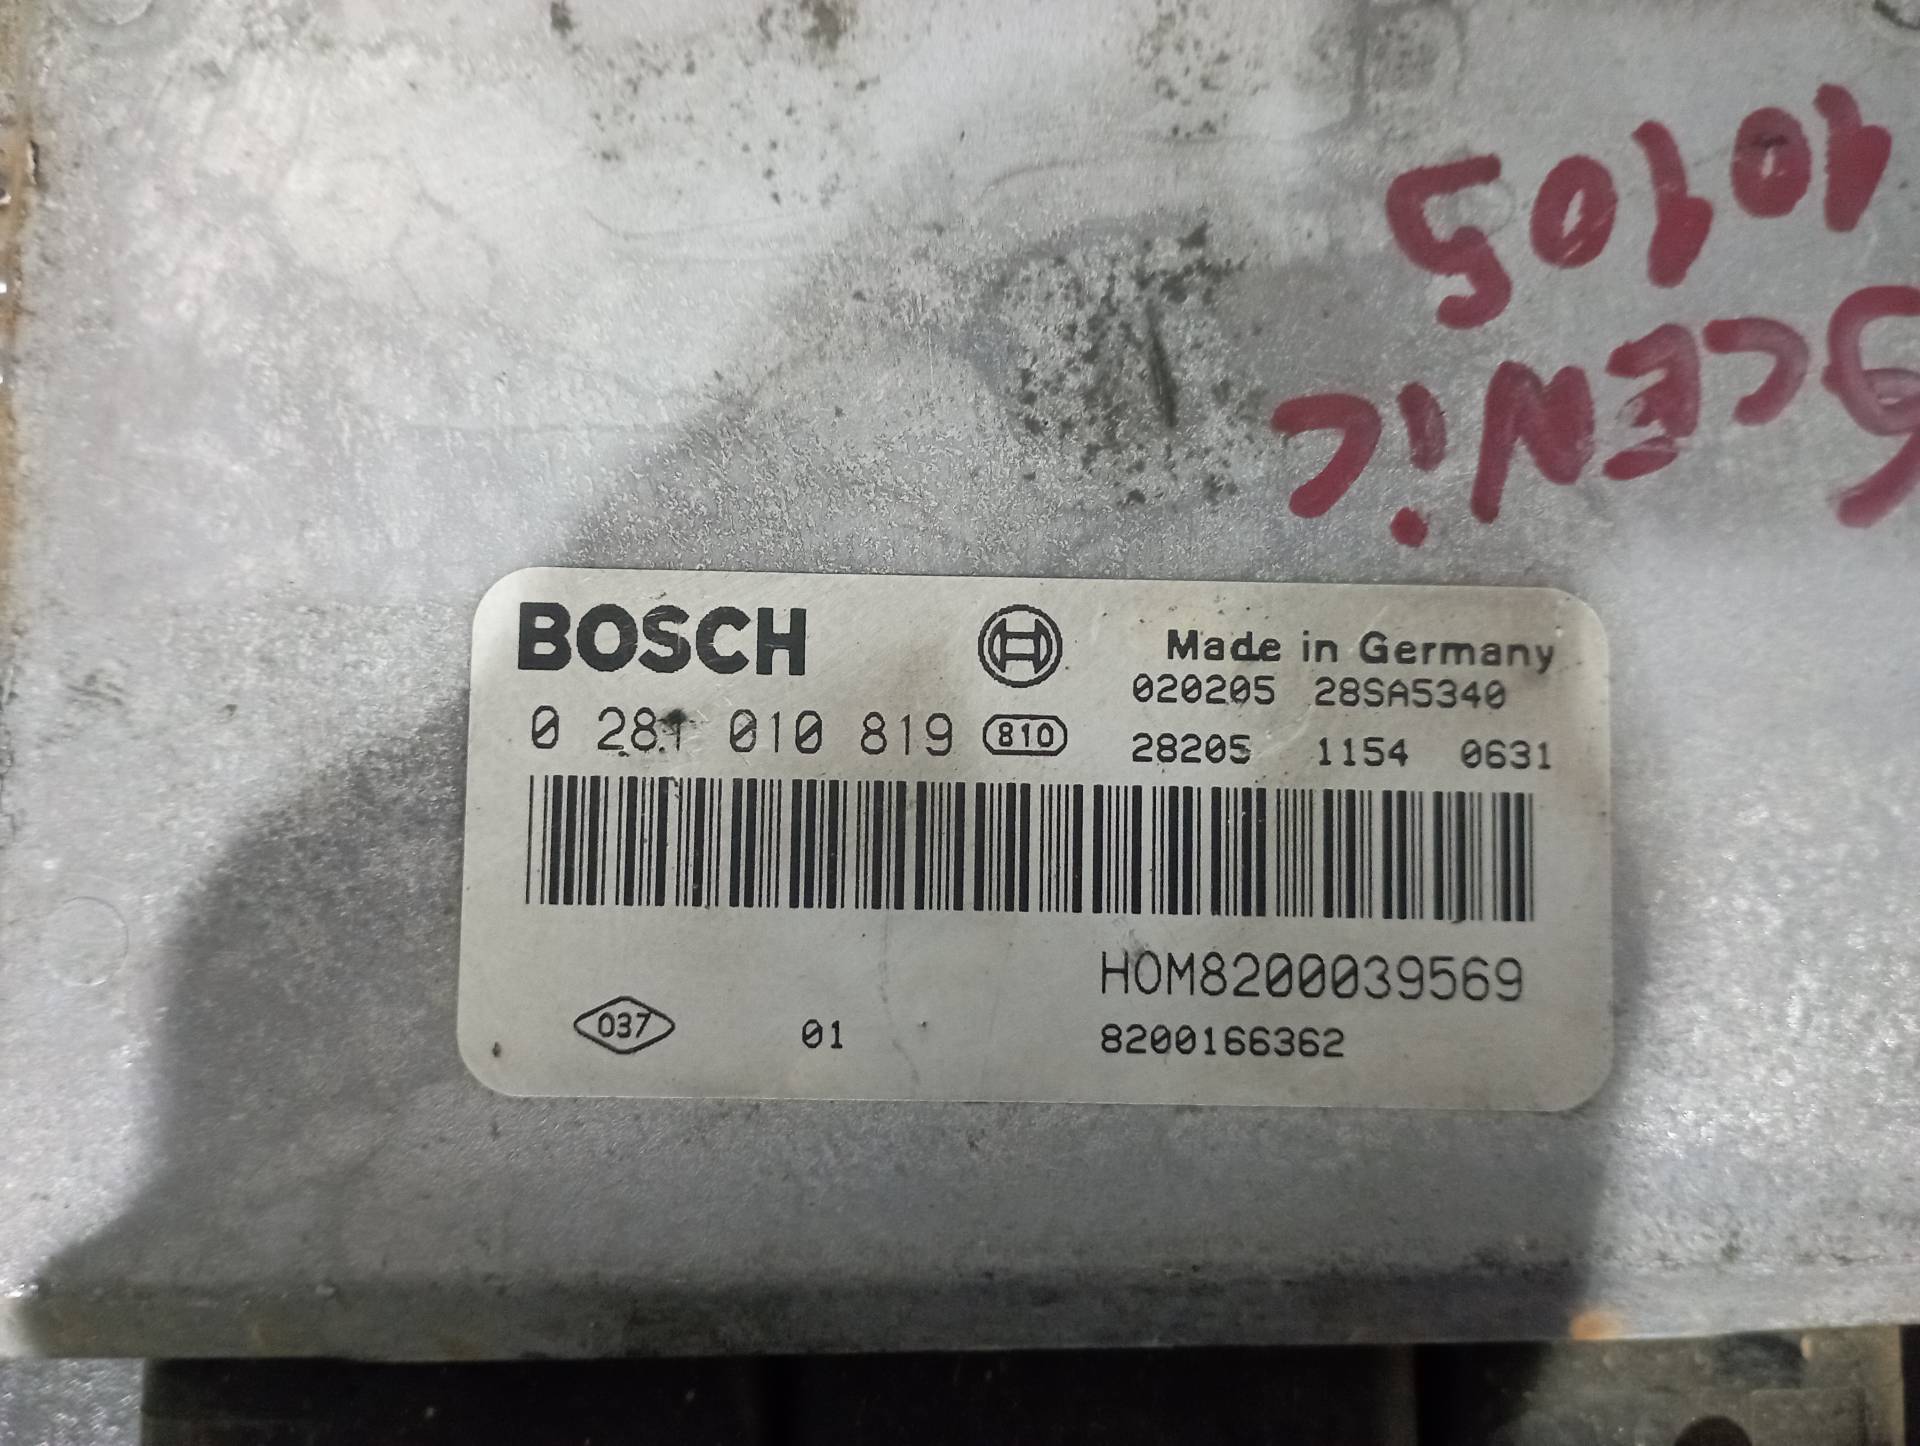 10105
SCENiC
BOSCH
Made in Germany
020205 28SA5340
0 281 010 819 810 28205 1154 0631
HOM8200039569
037 01 8200166362